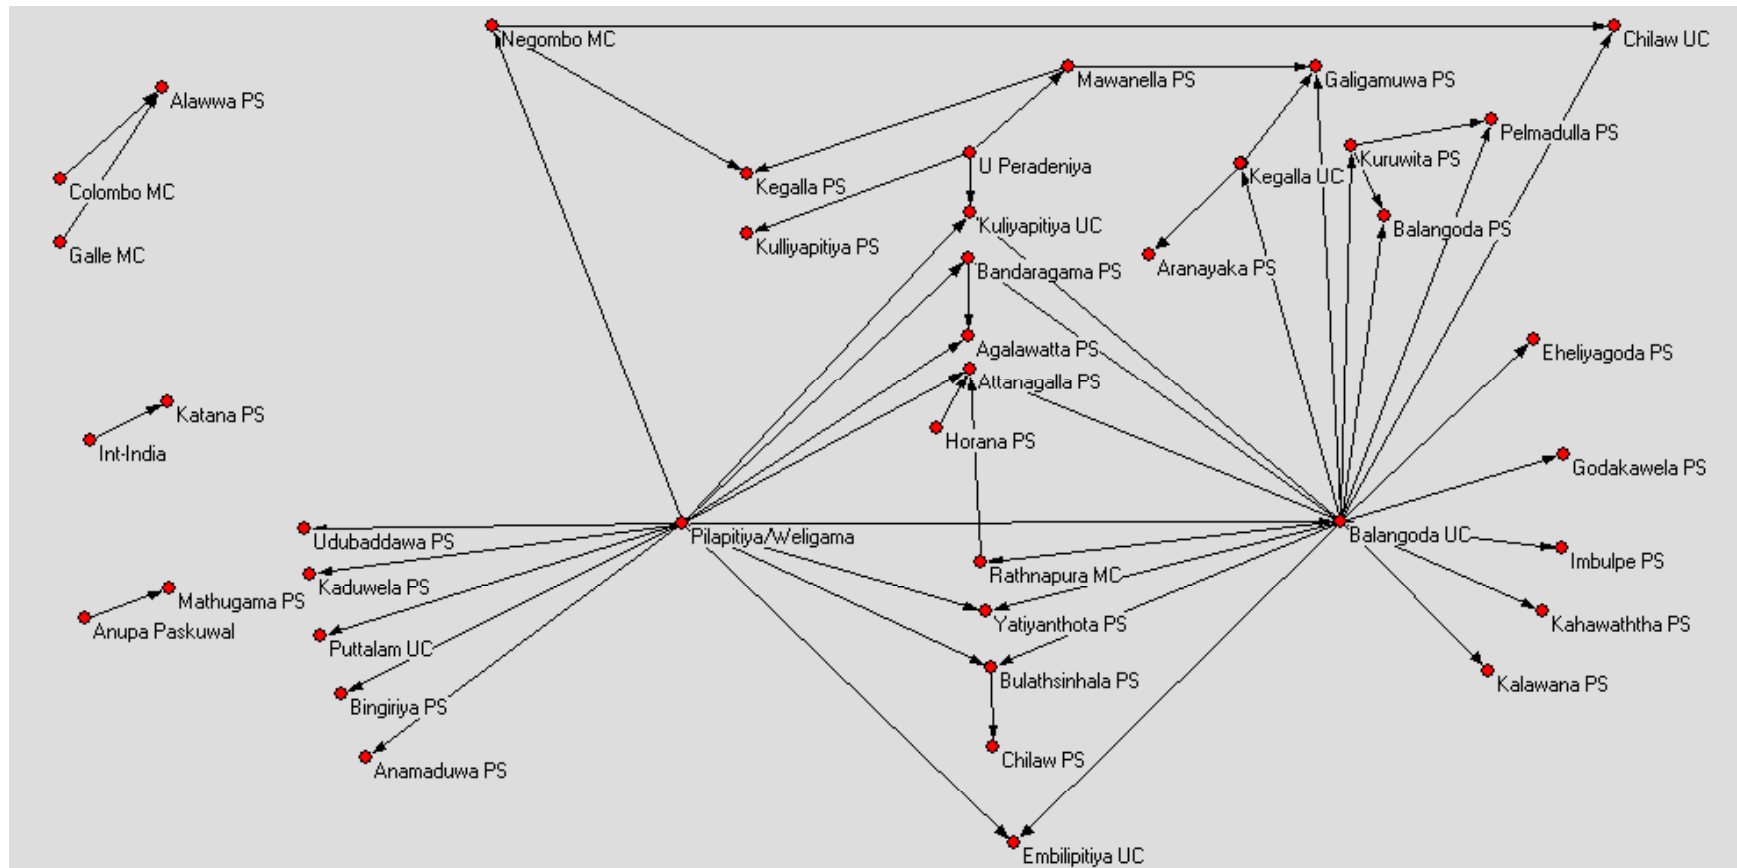 Negombo MC
Chilaw UC
Mawanella PS
Galigamuwa PS
Alawwa PS
Pelmadulla PS
Kuruwita PS
U Peradeniya
Kegalla UC
Kegalla PS
Colombo MC
Kuliyapitiya UC
Balangoda PS
Kulliyapitiya PS
Galle MC
Aranayaka PS
Bandaragama PS
Agalawatta PS
Eheliyagoda PS
Attanagalla PS
Katana PS
Horana PS
Int-India
Godakawela PS
Udubaddawa PS
Pilapitiya/Weligama
Balangoda UC
Imbulpe PS
Kaduwela PS
Rathnapura MC
Mathugama PS
Anupa Paskuwal
Yatiyanthota PS
Kahawaththa PS
Puttalam UC
Bulathsinhala PS
Kalawana PS
Bingiriya PS
Chilaw PS
Anamaduwa PS
Embilipitiya UC